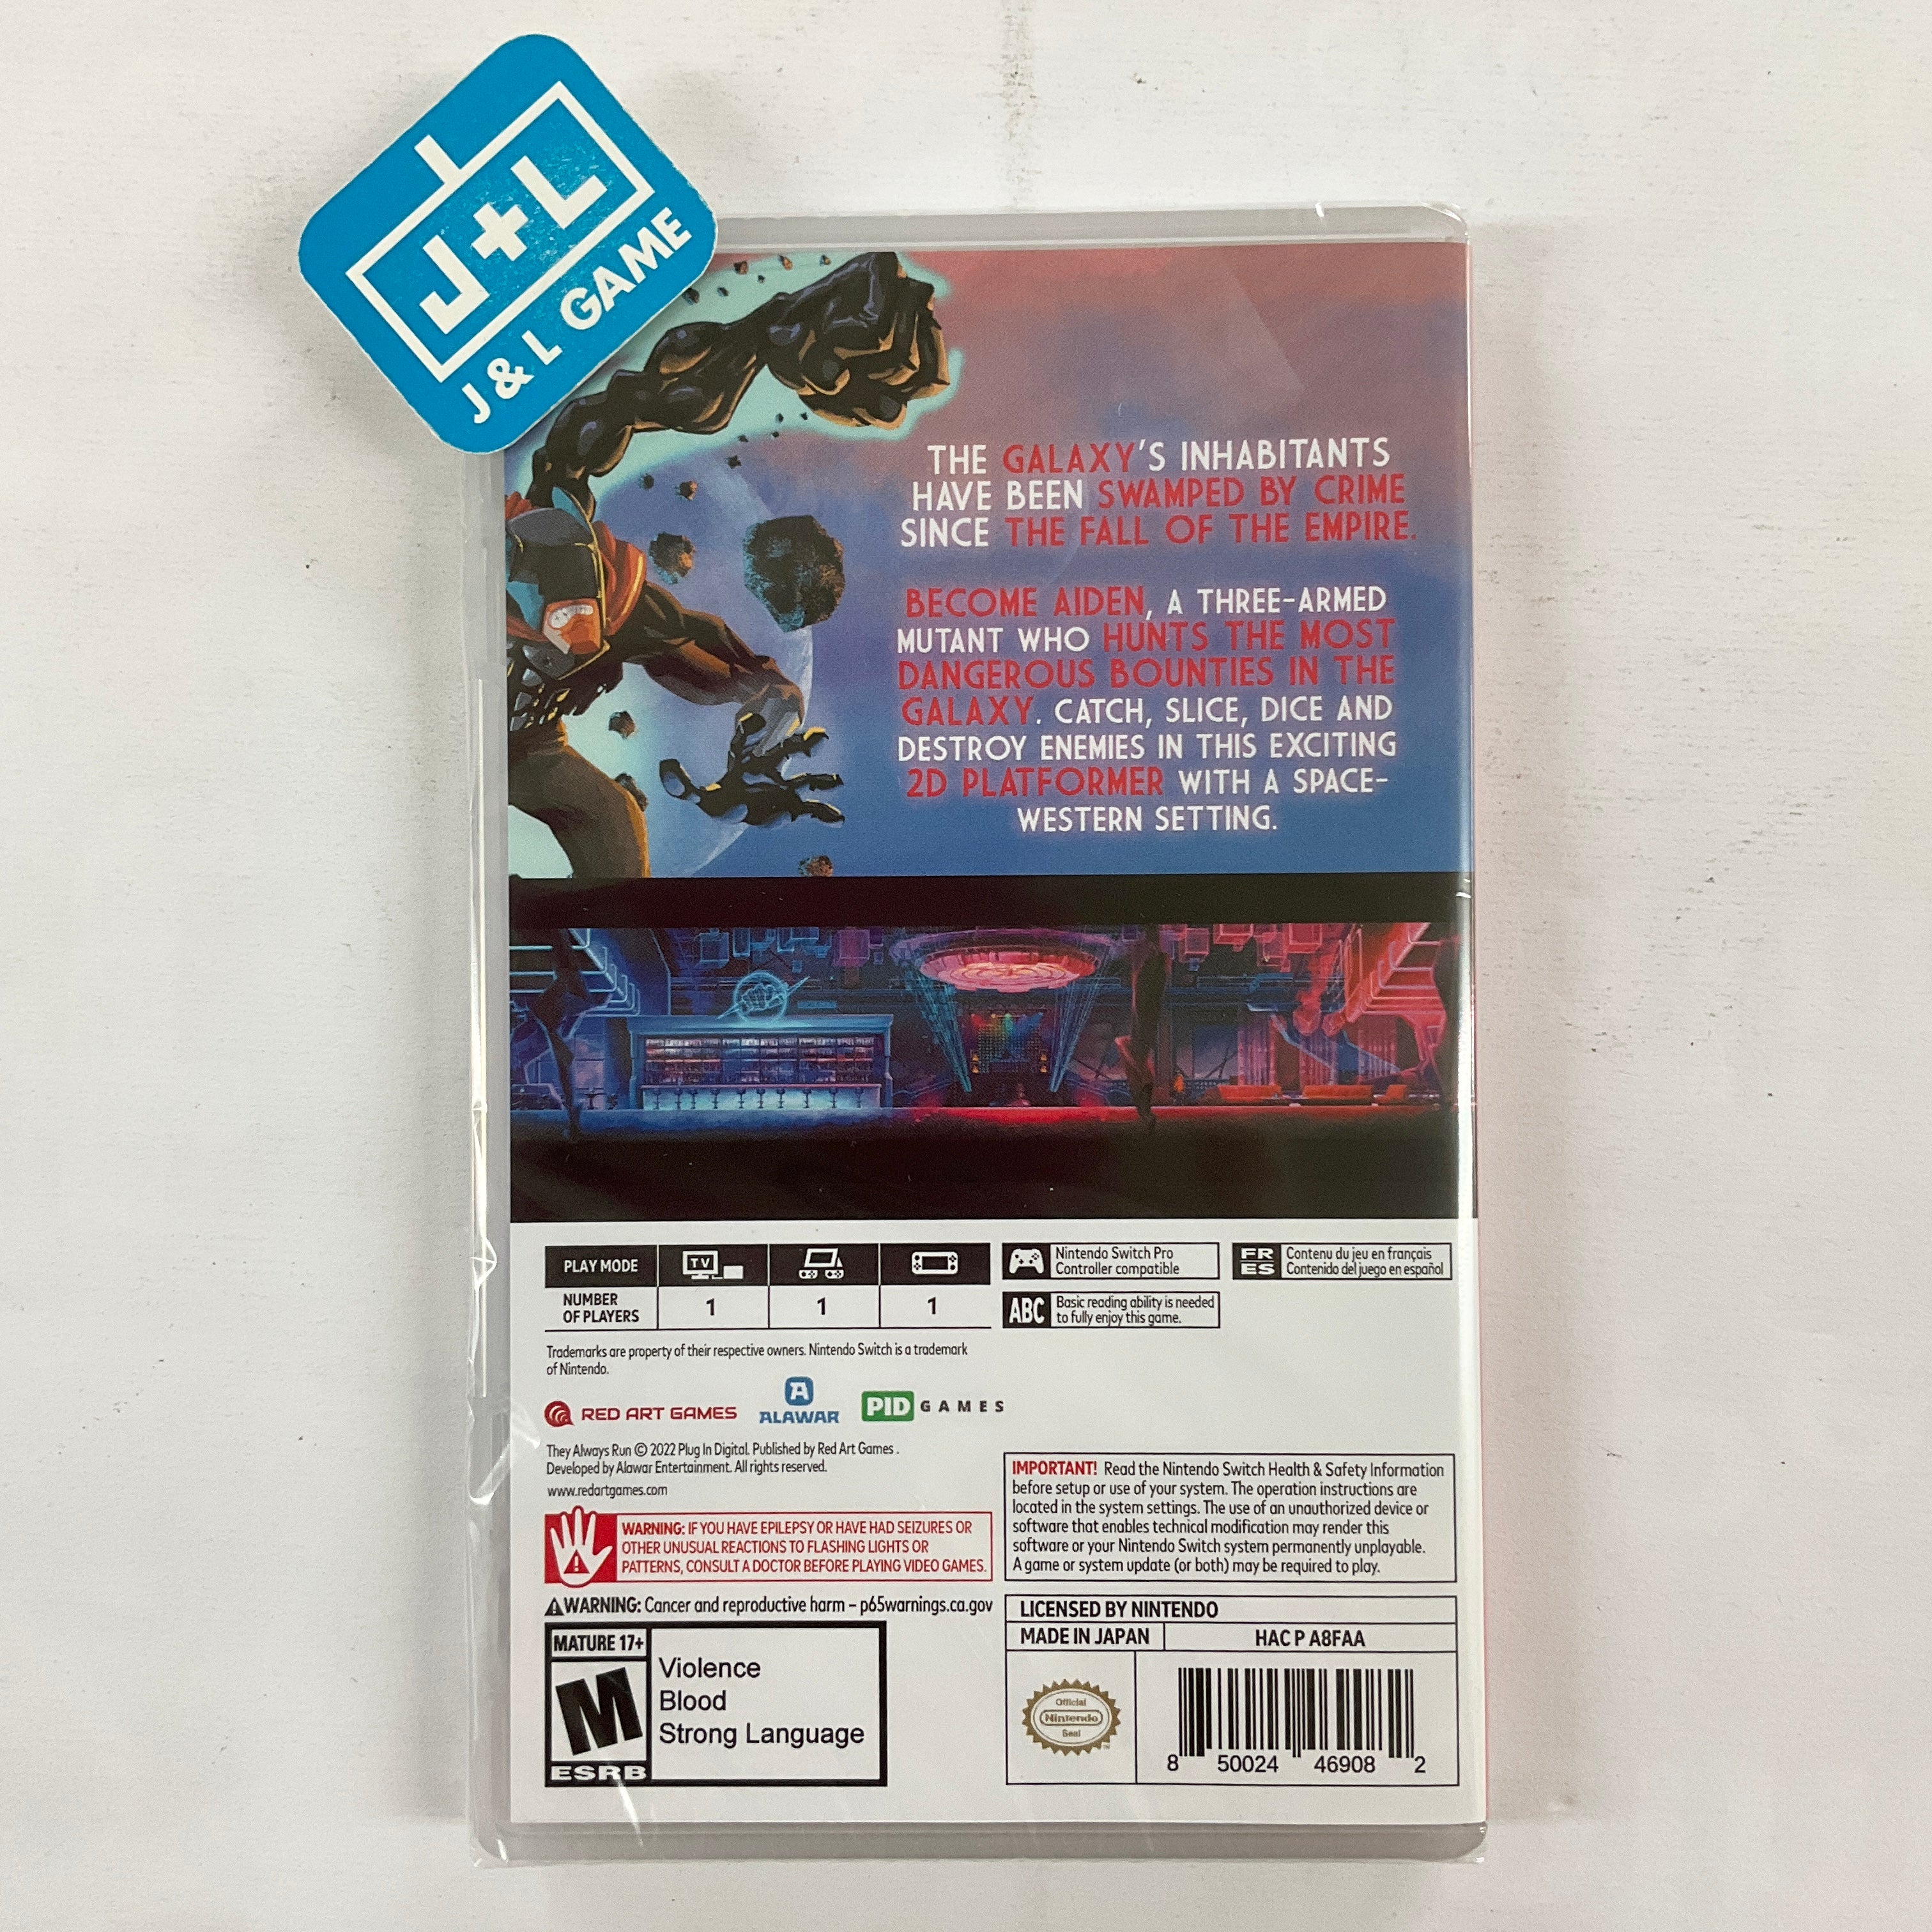 J+L
J & L GAME
THE GALAXY'S INHABITANTS
HAVE BEEN SWAMPED BY CRIME
SINCE THE FALL OF THE EMPIRE.
BECOME AIDEN, A THREE-ARMED
MUTANT WHO HUNTS THE MOST
DANGEROUS BOUNTIES IN THE
GALAXY. CATCH, SLICE, DICE AND
DESTROY ENEMIES IN THIS EXCITING
2D PLATFORMER WITH A SPACE-
WESTERN SETTING.
PLAY MODE
TV
NUMBER
OF PLAYERS
1
1
1
Nintendo Switch Pro
Controller compatible
FR
ES
Contenu du jeu en français
Contenido del juego en español
ABC
Basic reading ability is needed
to fully enjoy this game.
Trademarks are property of their respective owners. Nintendo Switch is a trademark
of Nintendo.
RED ART GAMES
A
ALAWAR
PID GAMES
They Always Run © 2022 Plug In Digital. Published by Red Art Games .
Developed by Alawar Entertainment. All rights reserved.
www.redartgames.com
WARNING: IF YOU HAVE EPILEPSY OR HAVE HAD SEIZURES OR
OTHER UNUSUAL REACTIONS TO FLASHING LIGHTS OR
PATTERNS, CONSULT A DOCTOR BEFORE PLAYING VIDEO GAMES.
IMPORTANT! Read the Nintendo Switch Health & Safety Information
before setup or use of your system. The operation instructions are
located in the system settings. The use of an unauthorized device or
software that enables technical modification may render this
software or your Nintendo Switch system permanently unplayable.
A game or system update (or both) may be required to play.
WARNING: Cancer and reproductive harm – p65warnings.ca.gov
MATURE 17+
M
ESRB
Violence
Blood
Strong Language
LICENSED BY NINTENDO
MADE IN JAPAN
HAC P A8FAA
Official
Nintendo
Seal
8 50024 46908 2